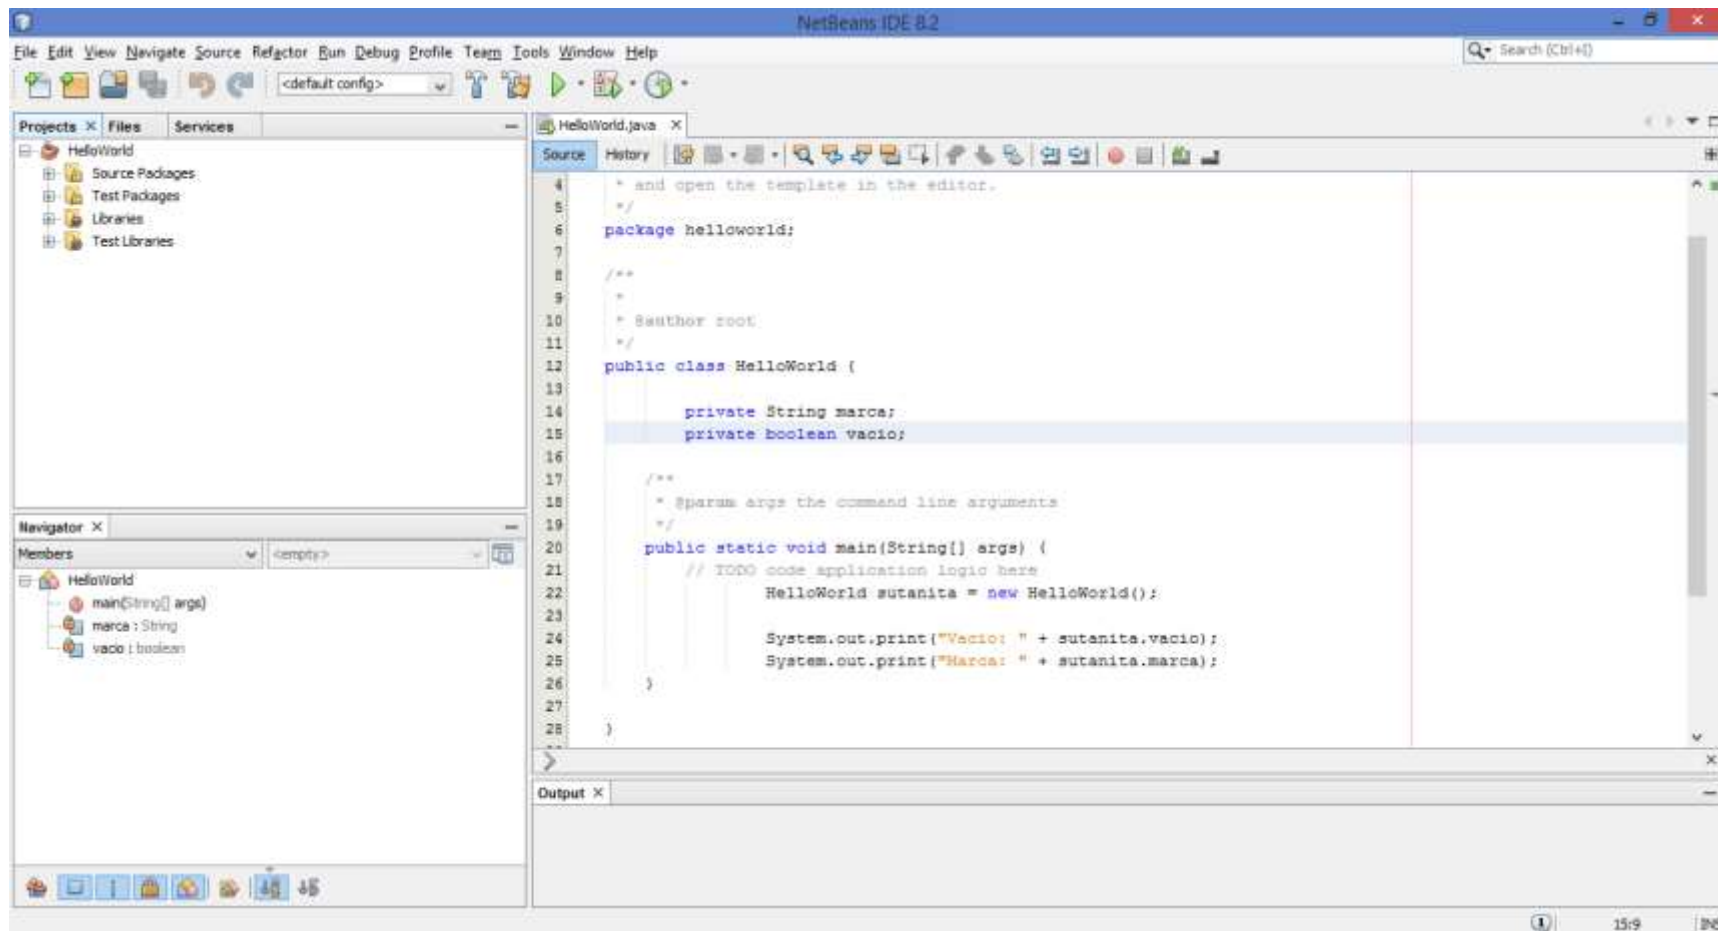 NetBeans IDE 8.2
File Edit View Navigate Source Refactor Run Debug Profile Team Tools Window Help
Search (Ctrl+I)
<default config>
Projects Files Services
HelloWorld
Source Packages
Test Packages
Libraries
Test Libraries
Navigator
Members
<empty>
HelloWorld
main(String[] args)
marca : String
vacio : boolean
HelloWorld.java
Source History
4 * and open the template in the editor.
5 */
6 package helloworld;
7
8 /**
9 *
10 * @author root
11 */
12 public class HelloWorld {
13
14 private String marca;
15 private boolean vacio;
16
17 /**
18 * @param args the command line arguments
19 */
20 public static void main(String[] args) {
21 // TODO code application logic here
22 HelloWorld sutanita = new HelloWorld();
23
24 System.out.print("Vacio: " + sutanita.vacio);
25 System.out.print("Marca: " + sutanita.marca);
26 }
27
28 }
Output
1 15:9